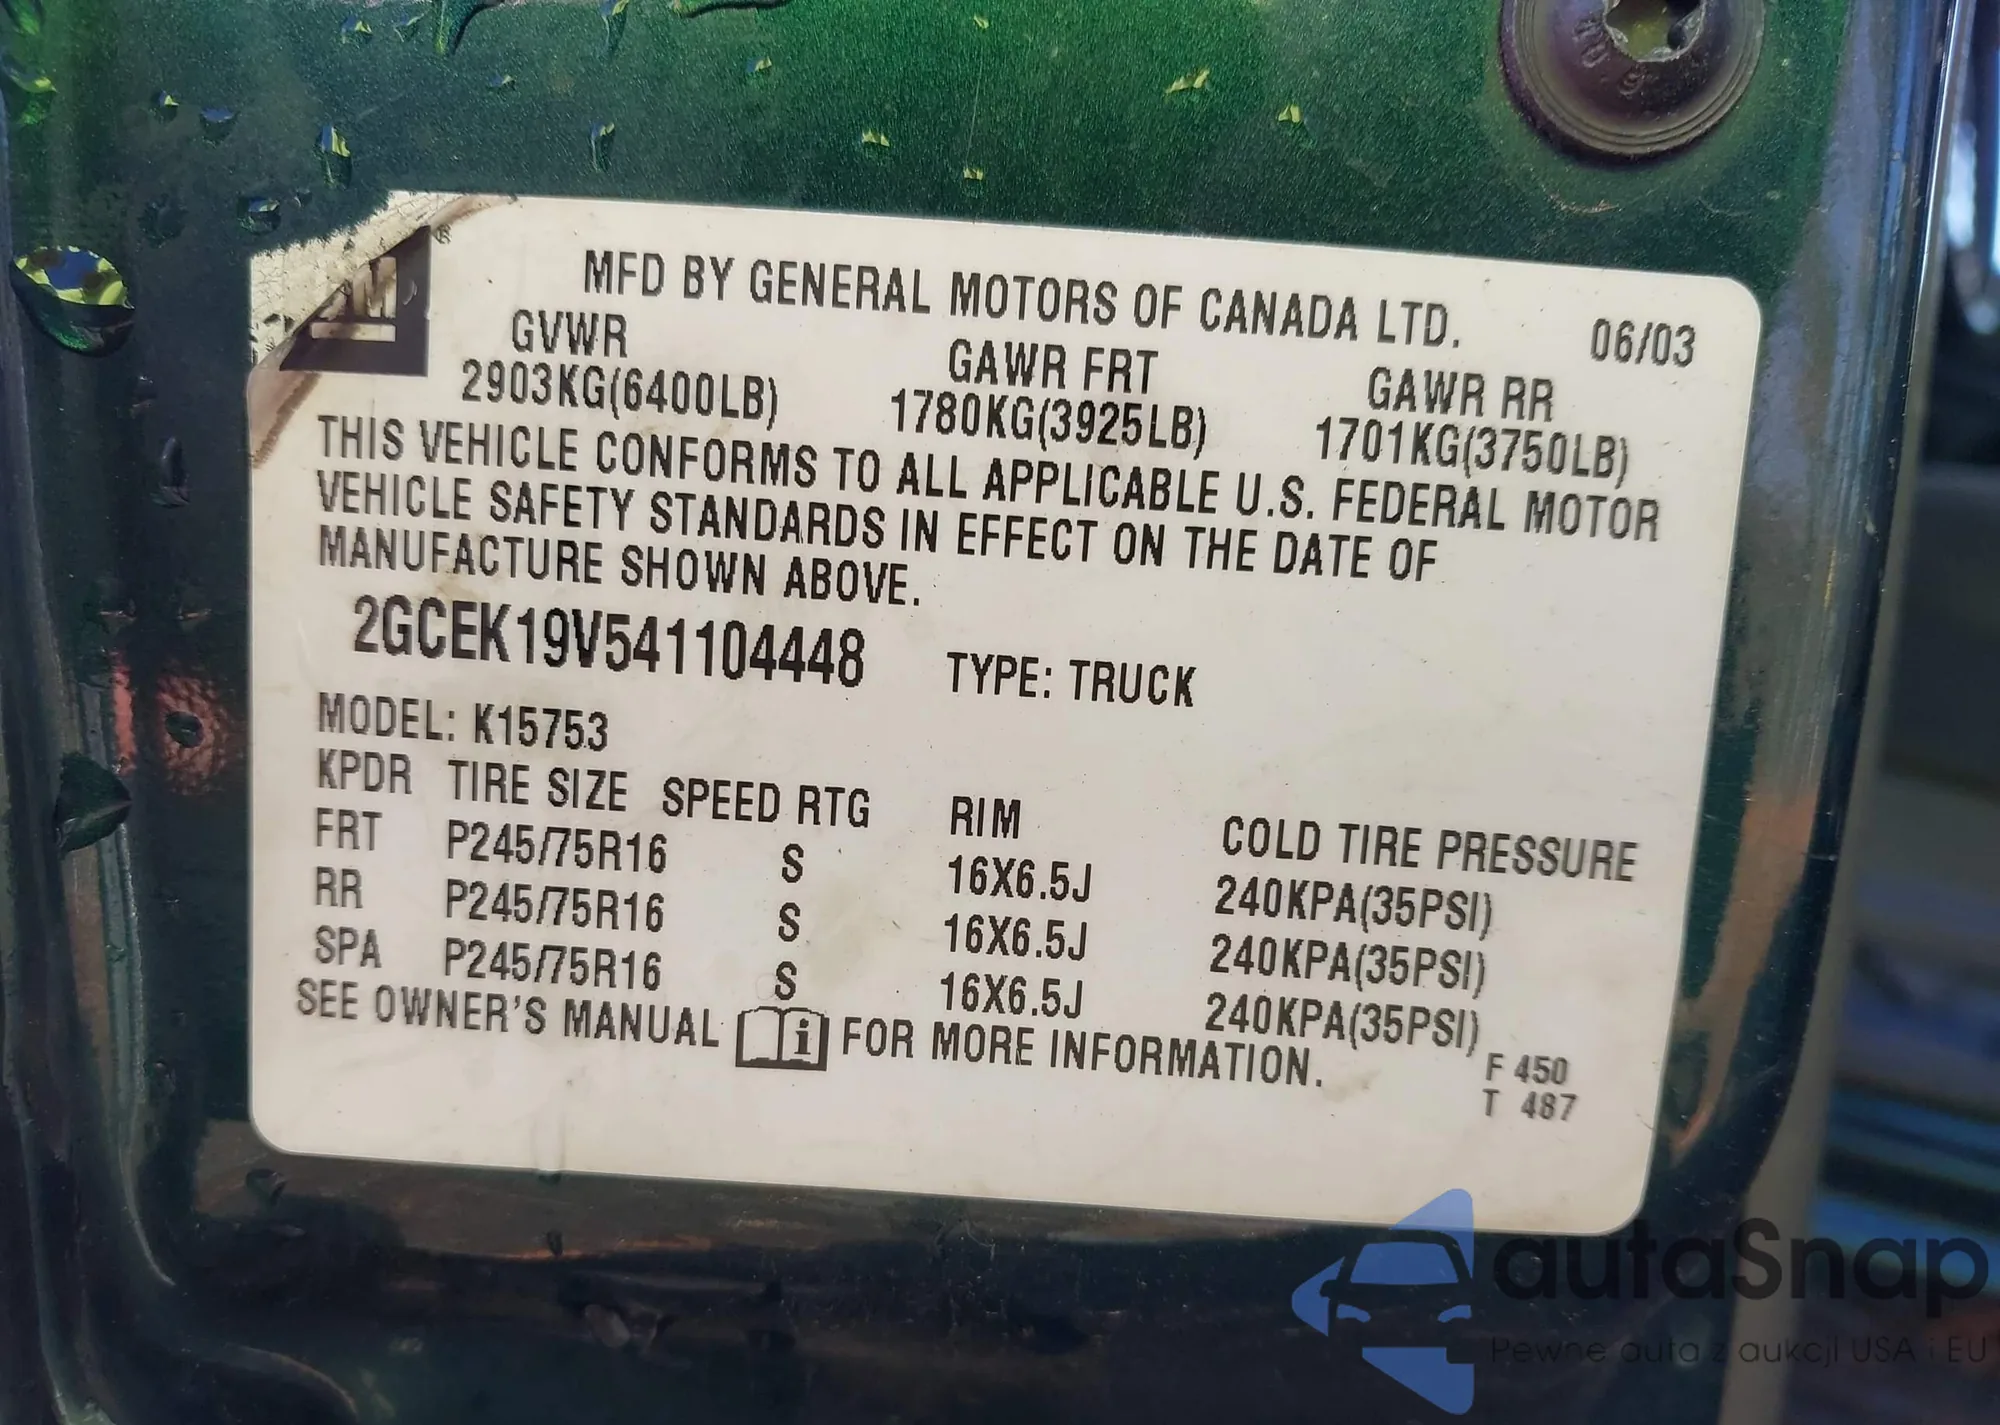 GM ®
MFD BY GENERAL MOTORS OF CANADA LTD. 06/03
GVWR GAWR FRT GAWR RR
2903KG(6400LB) 1780KG(3925LB) 1701KG(3750LB)
THIS VEHICLE CONFORMS TO ALL APPLICABLE U.S. FEDERAL MOTOR
VEHICLE SAFETY STANDARDS IN EFFECT ON THE DATE OF
MANUFACTURE SHOWN ABOVE.
2GCEK19V541104448 TYPE: TRUCK
MODEL: K15753
KPDR TIRE SIZE SPEED RTG RIM COLD TIRE PRESSURE
FRT P245/75R16 S 16X6.5J 240KPA(35PSI)
RR P245/75R16 S 16X6.5J 240KPA(35PSI)
SPA P245/75R16 S 16X6.5J 240KPA(35PSI)
SEE OWNER'S MANUAL i FOR MORE INFORMATION.
F 450
T 487
autaSnap
Pewne auta z aukcji USA i EU